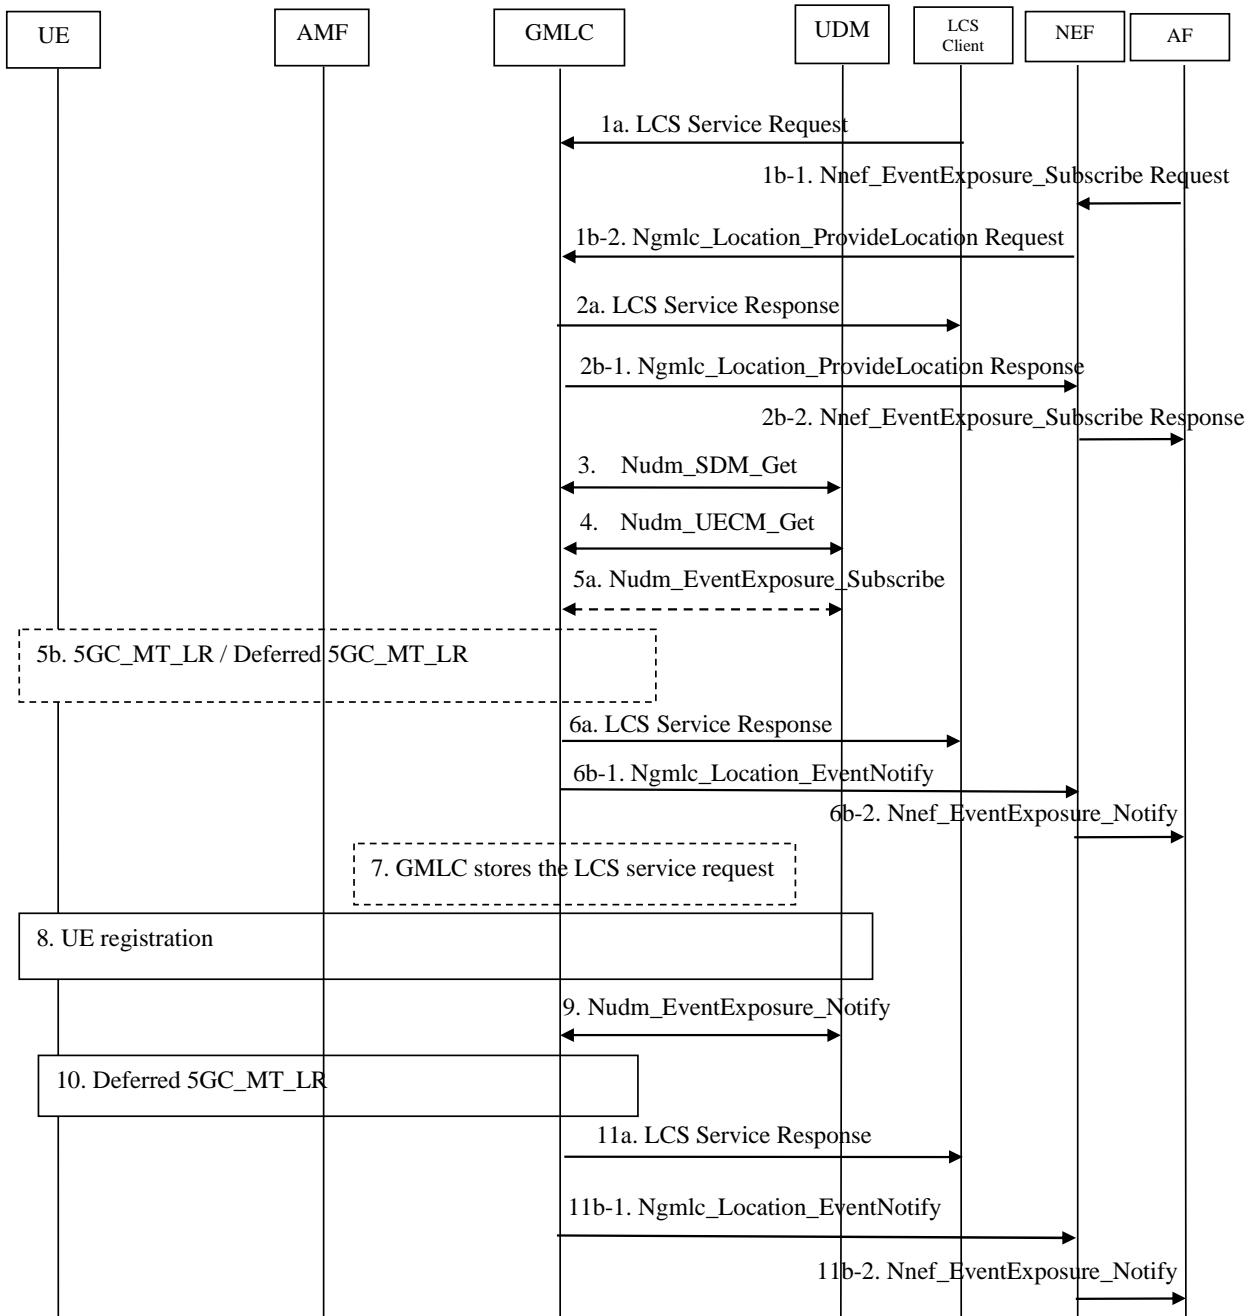 UE
AMF
GMLC
UDM
LCS
Client
NEF
AF
1a. LCS Service Request
1b-1. Nnef_EventExposure_Subscribe Request
1b-2. Ngmlc_Location_ProvideLocation Request
2a. LCS Service Response
2b-1. Ngmlc_Location_ProvideLocation Response
2b-2. Nnef_EventExposure_Subscribe Response
3. Nudm_SDM_Get
4. Nudm_UECM_Get
5a. Nudm_EventExposure_Subscribe
5b. 5GC_MT_LR / Deferred 5GC_MT_LR
6a. LCS Service Response
6b-1. Ngmlc_Location_EventNotify
6b-2. Nnef_EventExposure_Notify
7. GMLC stores the LCS service request
8. UE registration
9. Nudm_EventExposure_Notify
10. Deferred 5GC_MT_LR
11a. LCS Service Response
11b-1. Ngmlc_Location_EventNotify
11b-2. Nnef_EventExposure_Notify